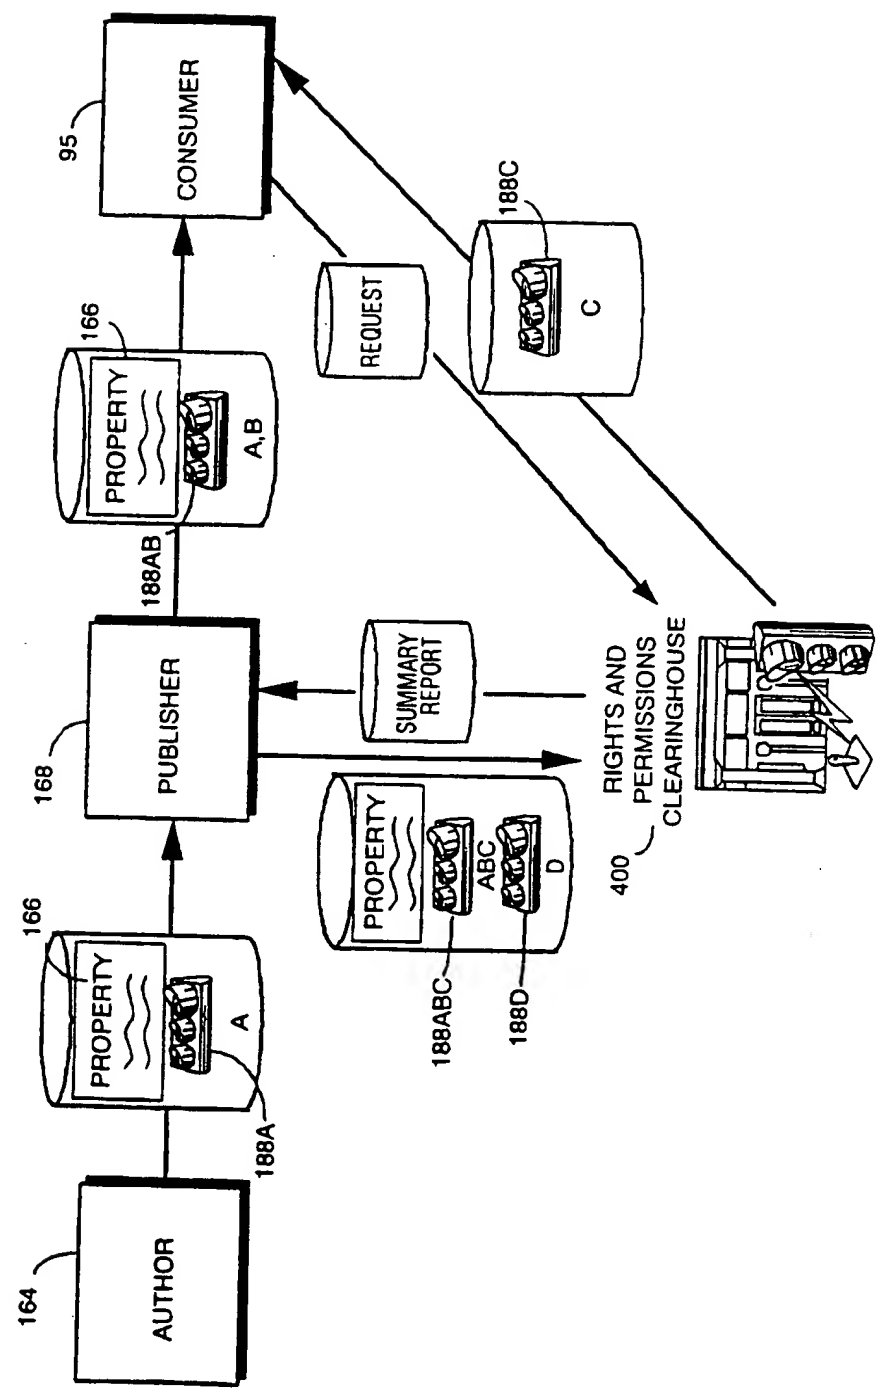 164
AUTHOR
166
PROPERTY
A
188A
168
PUBLISHER
166
PROPERTY
A,B
188AB
95
CONSUMER
PROPERTY
ABC
D
188ABC
188D
SUMMARY
REPORT
REQUEST
188C
C
400
RIGHTS AND
PERMISSIONS
CLEARINGHOUSE